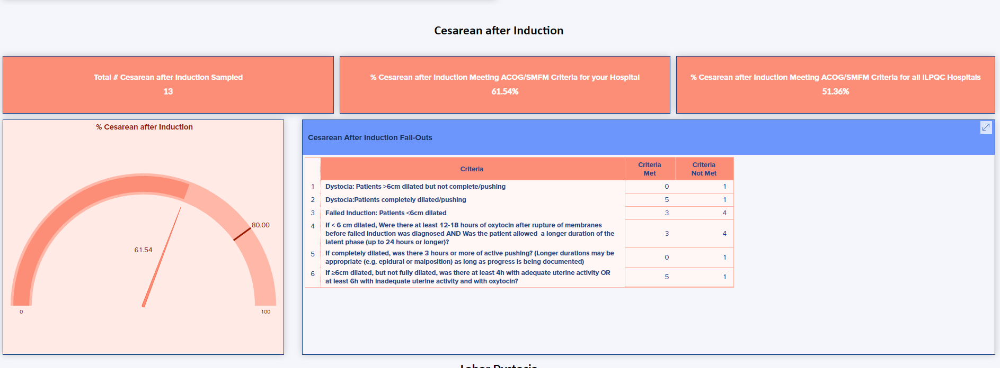 Cesarean after Induction
Total # Cesarean after Induction Sampled
13
% Cesarean after Induction Meeting ACOG/SMFM Criteria for your Hospital
61.54%
% Cesarean after Induction Meeting ACOG/SMFM Criteria for all ILPQC Hospitals
51.36%
% Cesarean after Induction
80.00
61.54
0
100
Cesarean After Induction Fall-Outs
Criteria
Criteria
Met
Criteria
Not Met
1 Dystocia: Patients >6cm dilated but not complete/pushing 0 1
2 Dystocia:Patients completely dilated/pushing 5 1
3 Failed Induction: Patients <6cm dilated 3 4
4 If < 6 cm dilated, Were there at least 12-18 hours of oxytocin after rupture of membranes
before failed induction was diagnosed AND Was the patient allowed a longer duration of the
latent phase (up to 24 hours or longer)?
3 4
5 If completely dilated, was there 3 hours or more of active pushing? (Longer durations may be
appropriate (e.g. epidural or malposition) as long as progress is being documented)
0 1
6 If ≥6cm dilated, but not fully dilated, was there at least 4h with adequate uterine activity OR
at least 6h with inadequate uterine activity and with oxytocin?
5 1
Labor Dystocia